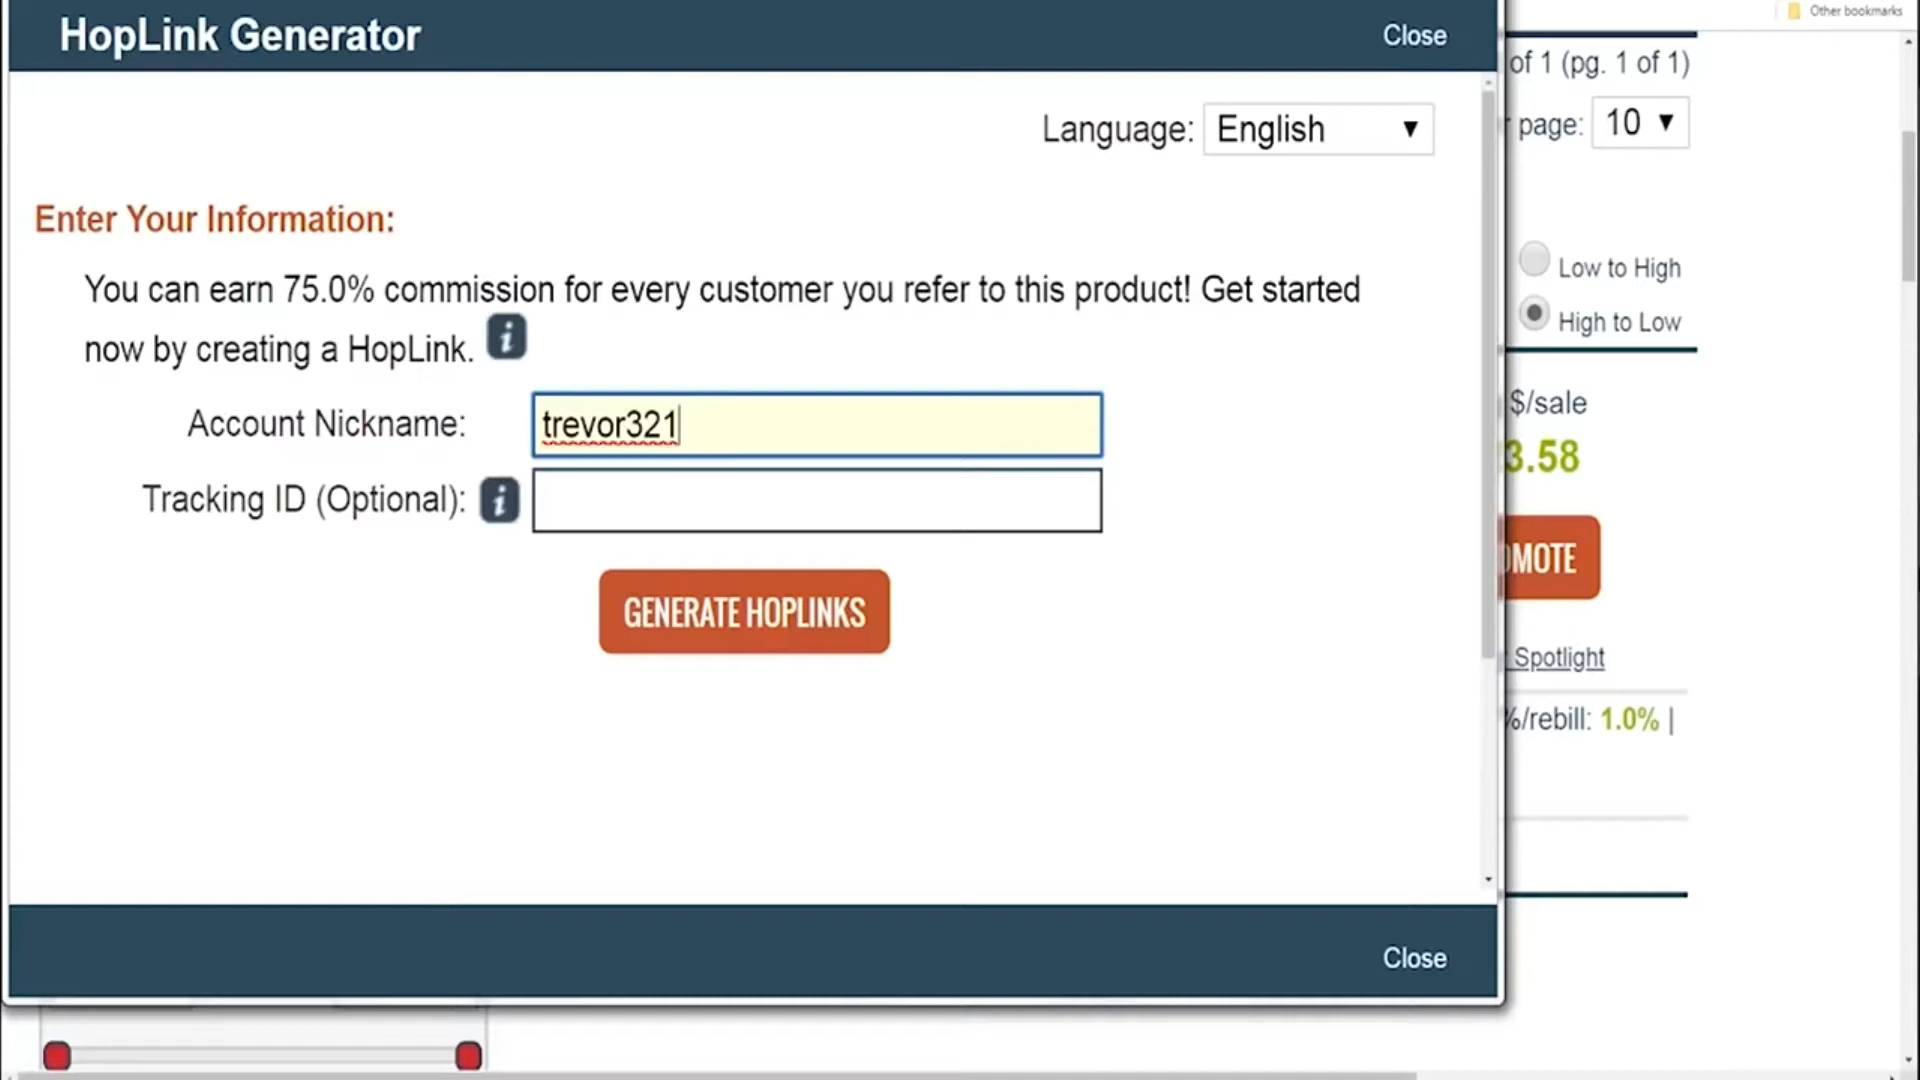 HopLink Generator
Close
Other bookmarks
of 1 (pg. 1 of 1)
Language: English
page: 10
Enter Your Information:
You can earn 75.0% commission for every customer you refer to this product! Get started
now by creating a HopLink.
Low to High
High to Low
Account Nickname: trevor321
$/sale
3.58
Tracking ID (Optional):
GENERATE HOPLINKS
OMOTE
Spotlight
%/rebill: 1.0% |
Close